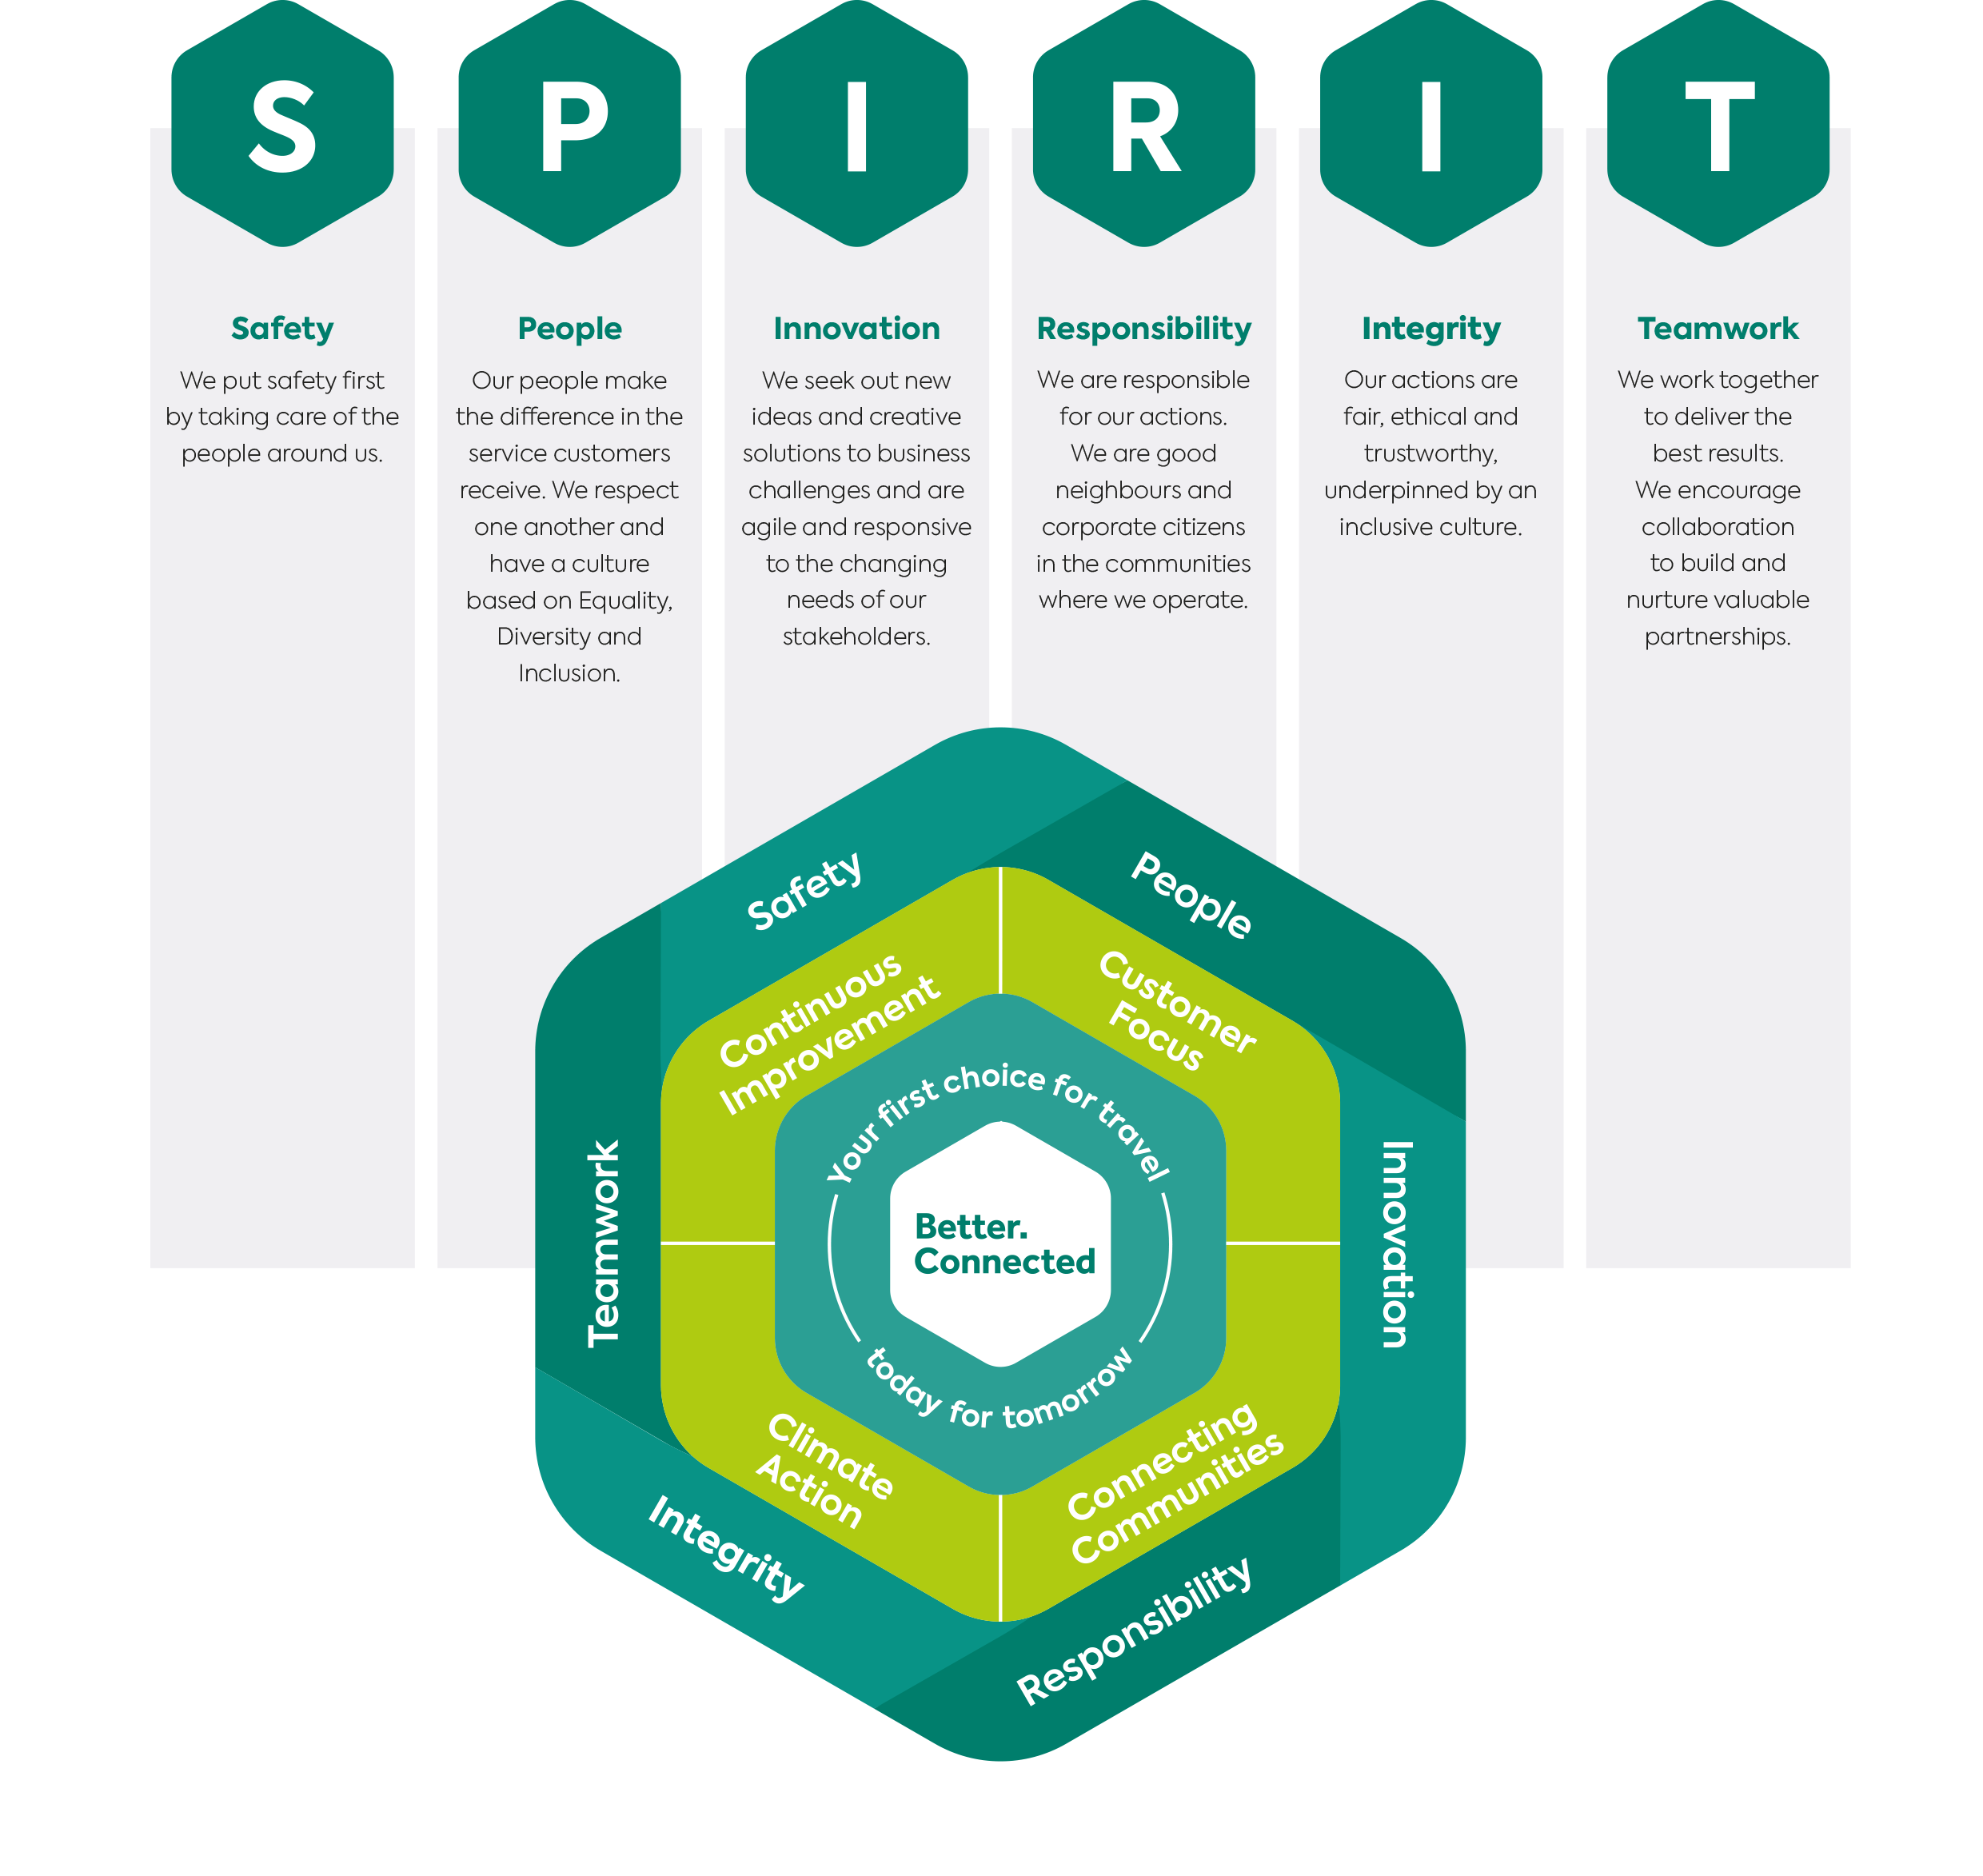 S
P
I
R
I
T
Safety
We put safety first
by taking care of the
people around us.
People
Our people make
the difference in the
service customers
receive. We respect
one another and
have a culture
based on Equality,
Diversity and
Inclusion.
Innovation
We seek out new
ideas and creative
solutions to business
challenges and are
agile and responsive
to the changing
needs of our
stakeholders.
Responsibility
We are responsible
for our actions.
We are good
neighbours and
corporate citizens
in the communities
where we operate.
Integrity
Our actions are
fair, ethical and
trustworthy,
underpinned by an
inclusive culture.
Teamwork
We work together
to deliver the
best results.
We encourage
collaboration
to build and
nurture valuable
partnerships.
Safety
People
Innovation
Responsibility
Integrity
Teamwork
Continuous
Improvement
Customer
Focus
Connecting
Communities
Climate
Action
Your first choice for travel
today for tomorrow
Better.
Connected